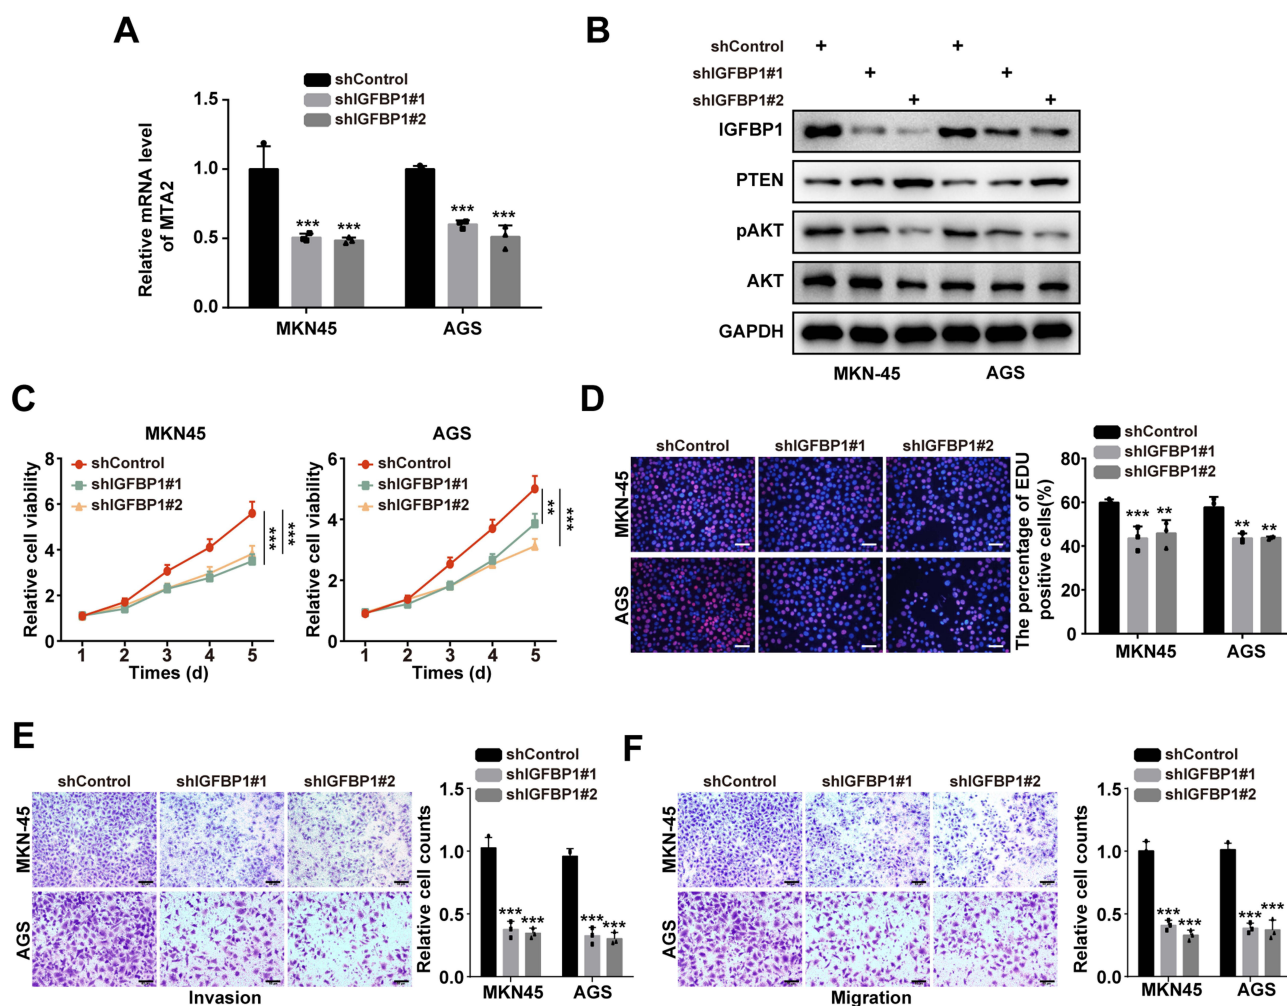 A
shControl
shIGFBP1#1
shIGFBP1#2
Relative mRNA level
of MTA2
1.5
1.0
0.5
0.0
***
***
***
***
MKN45
AGS
B
shControl + +
shIGFBP1#1 + +
shIGFBP1#2 + +
IGFBP1
PTEN
pAKT
AKT
GAPDH
MKN-45
AGS
C
MKN45
Relative cell viability
8
6
4
2
0
shControl
shIGFBP1#1
shIGFBP1#2
***
***
1 2 3 4 5
Times (d)
AGS
Relative cell viability
6
4
2
0
shControl
shIGFBP1#1
shIGFBP1#2
**
***
1 2 3 4 5
Times (d)
D
shControl
shIGFBP1#1
shIGFBP1#2
MKN-45
AGS
shControl
shIGFBP1#1
shIGFBP1#2
The percentage of EDU
positive cells(%)
80
60
40
20
0
***
**
**
**
MKN45
AGS
E
shControl
shIGFBP1#1
shIGFBP1#2
MKN-45
AGS
Invasion
shControl
shIGFBP1#1
shIGFBP1#2
Relative cell counts
1.5
1.0
0.5
0.0
***
***
***
***
MKN45
AGS
F
shControl
shIGFBP1#1
shIGFBP1#2
MKN-45
AGS
Migration
shControl
shIGFBP1#1
shIGFBP1#2
Relative cell counts
1.5
1.0
0.5
0.0
***
***
***
***
MKN45
AGS